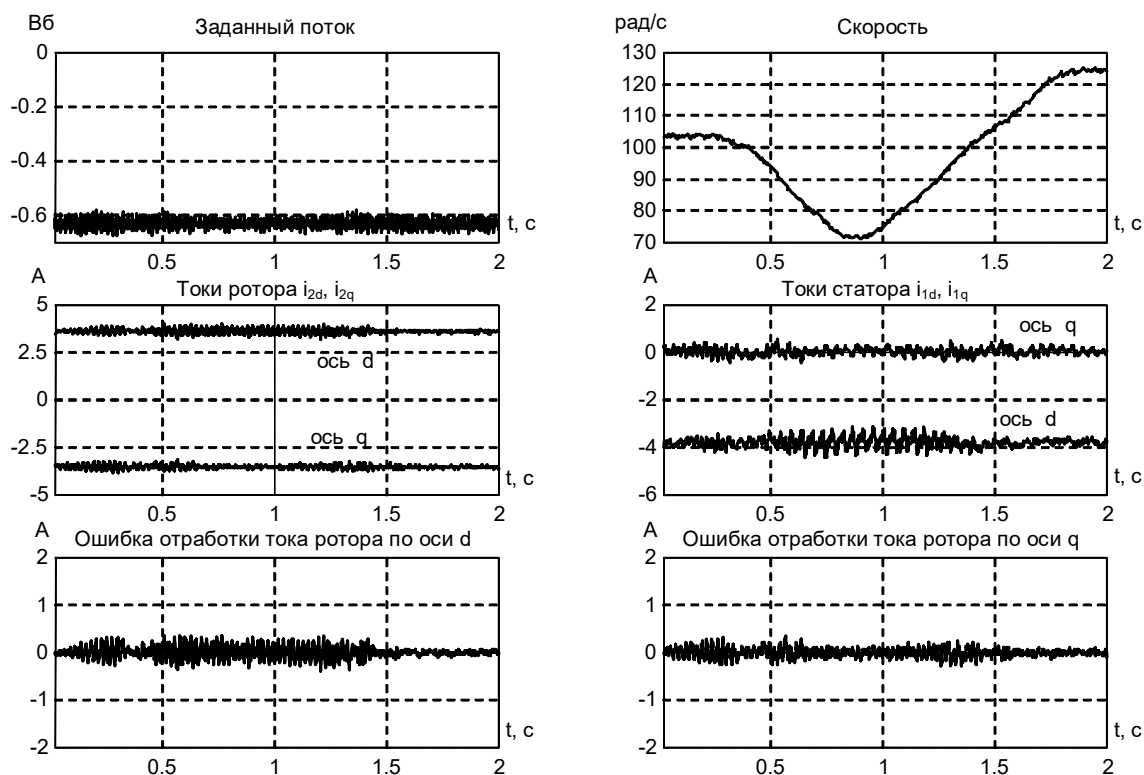 Вб
Заданный поток
0
-0.2
-0.4
-0.6
t, с
0.5 1 1.5 2
рад/с
Скорость
130
120
110
100
90
80
70
t, с
0.5 1 1.5 2
А
Токи ротора i2d, i2q
5
2.5
0
-2.5
-5
ось d
ось q
t, с
0.5 1 1.5 2
А
Токи статора i1d, i1q
2
0
-2
-4
-6
ось q
ось d
t, с
0.5 1 1.5 2
А
Ошибка отработки тока ротора по оси d
2
1
0
-1
-2
t, с
0.5 1 1.5 2
А
Ошибка отработки тока ротора по оси q
2
1
0
-1
-2
t, с
0.5 1 1.5 2